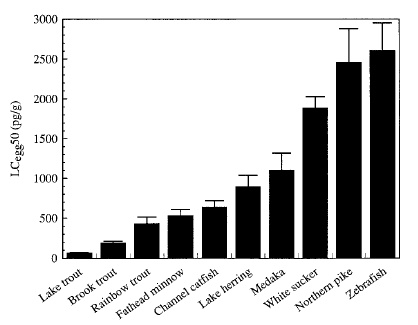 3000
2500
2000
1500
1000
500
0
LCegg50 (pg/g)
Lake trout
Brook trout
Rainbow trout
Fathead minnow
Channel catfish
Lake herring
Medaka
White sucker
Northern pike
Zebrafish